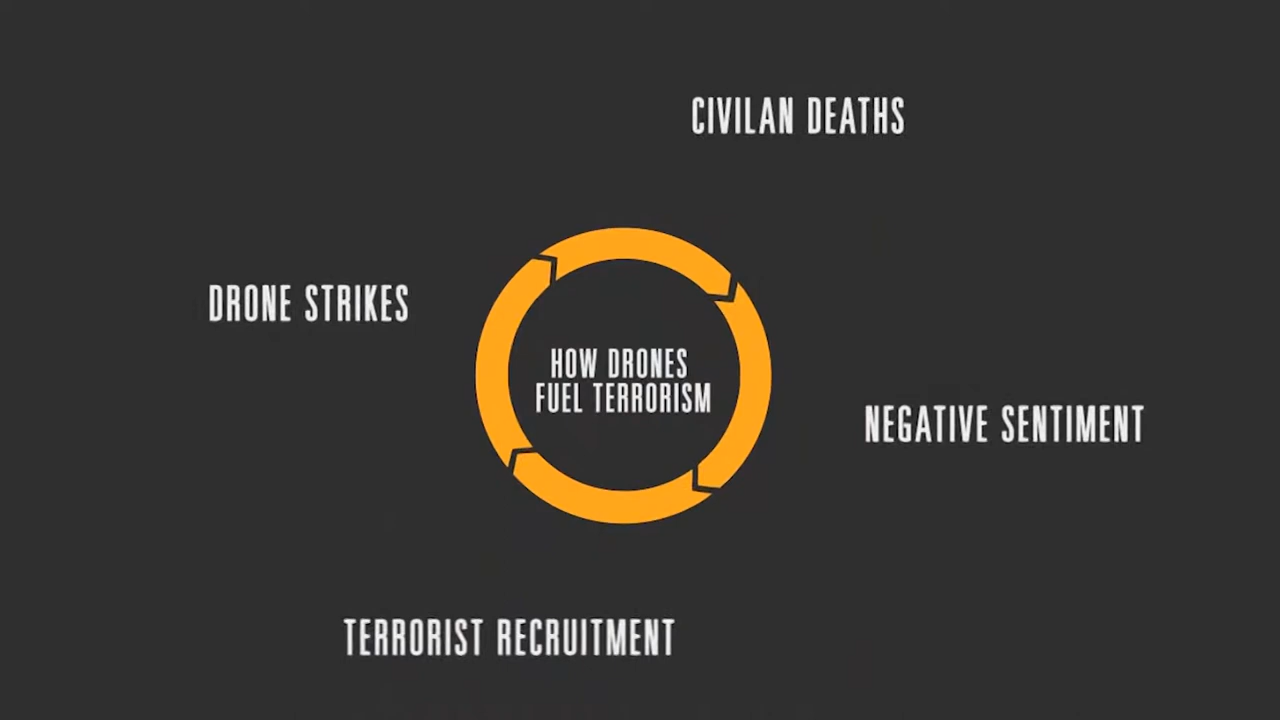 CIVILAN DEATHS
DRONE STRIKES
HOW DRONES
FUEL TERRORISM
NEGATIVE SENTIMENT
TERRORIST RECRUITMENT